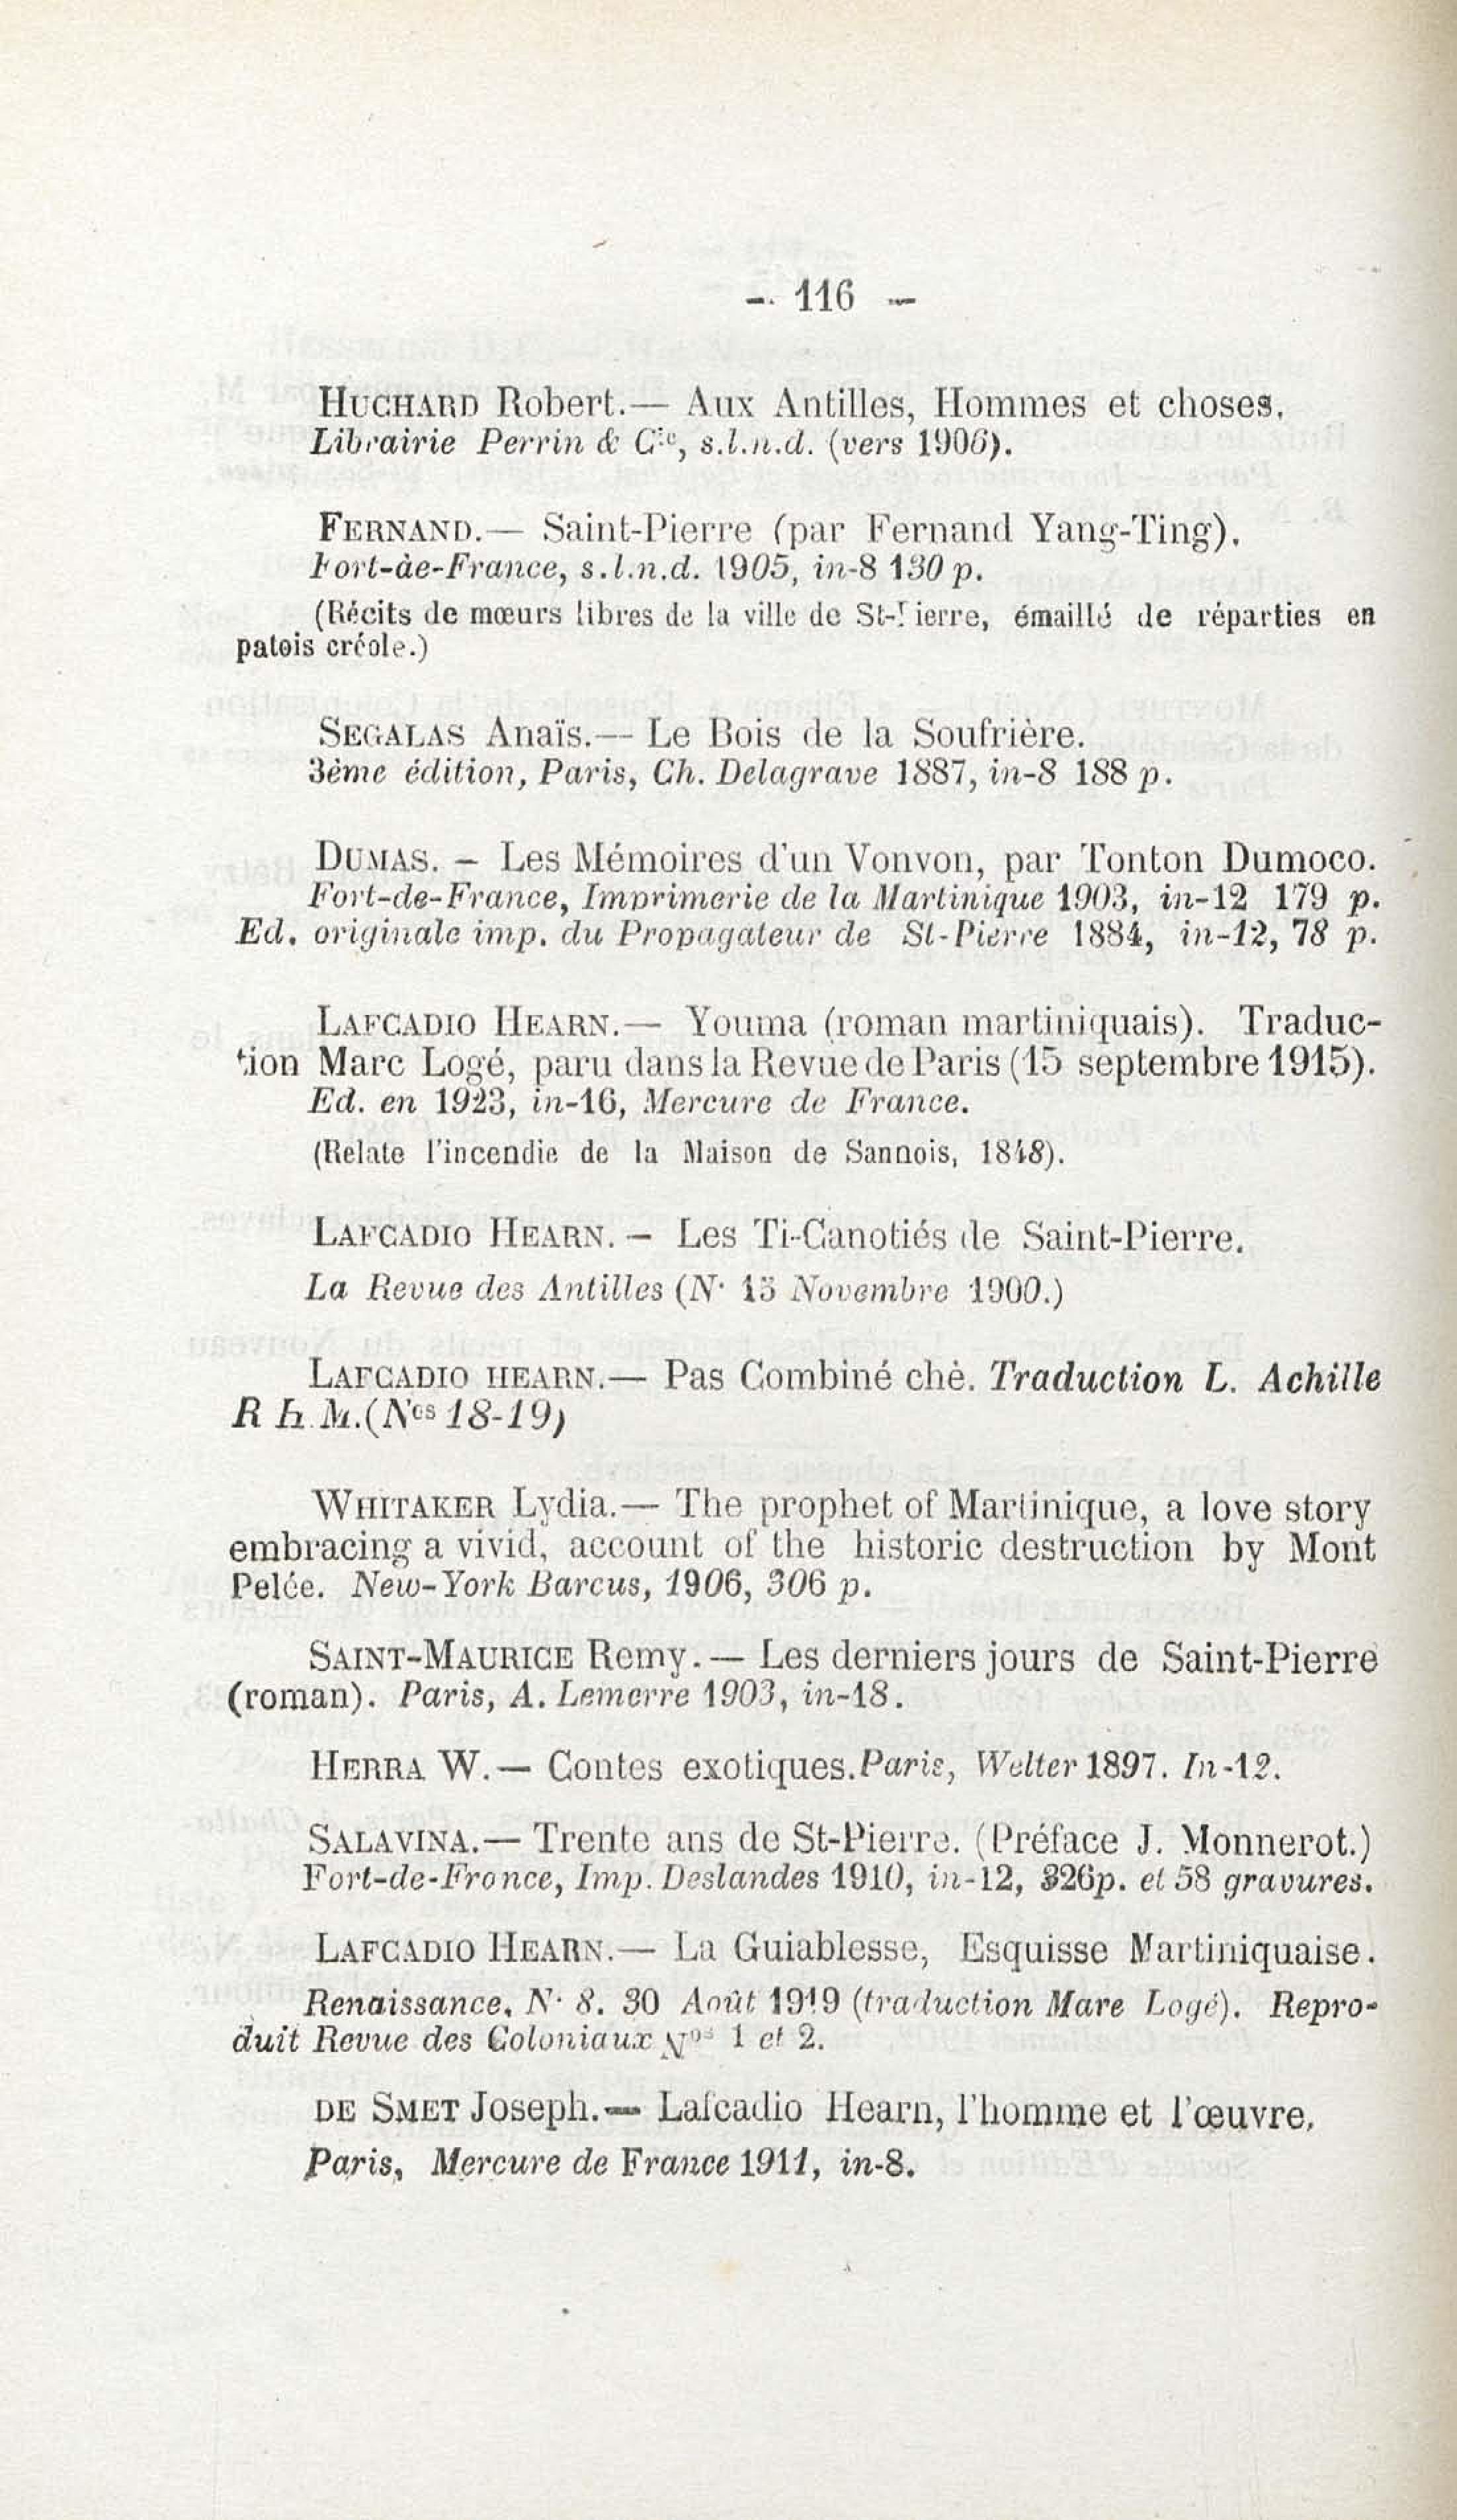 - 116 -
HUCHARD Robert.— Aux Antilles, Hommes et choses.
Librairie Perrin & Cie, s.l.n.d. (vers 1906).
FERNAND.— Saint-Pierre (par Fernand Yang-Ting).
Fort-de-France, s.l.n.d. 1905, in-8 130 p.
(Récits de mœurs libres de la ville de St-Pierre, émaillé de réparties en
patois créole.)
SEGALAS Anaïs.— Le Bois de la Soufrière.
3ème édition, Paris, Ch. Delagrave 1887, in-8 188 p.
DUMAS. — Les Mémoires d'un Vonvon, par Tonton Dumoco.
Fort-de-France, Imprimerie de la Martinique 1903, in-12 179 p.
Ed. originale imp. du Propagateur de St-Pierre 1884, in-12, 78 p.
LAFCADIO HEARN.— Youma (roman martiniquais). Traduc-
tion Marc Logé, paru dans la Revue de Paris (15 septembre 1915).
Ed. en 1923, in-16, Mercure de France.
(Relate l'incendie de la Maison de Sannois, 1848).
LAFCADIO HEARN. — Les Ti-Canotiés de Saint-Pierre.
La Revue des Antilles (N· 15 Novembre 1900.)
LAFCADIO HEARN.— Pas Combiné chè. Traduction L. Achille
R h. M. (Nos 18-19)
WHITAKER Lydia.— The prophet of Martinique, a love story
embracing a vivid, account of the historic destruction by Mont
Pelée. New-York Barcus, 1906, 306 p.
SAINT-MAURICE Remy.— Les derniers jours de Saint-Pierre
(roman). Paris, A. Lemerre 1903, in-18.
HERRA W.— Contes exotiques. Paris, Welter 1897. In-12.
SALAVINA.— Trente ans de St-Pierre. (Préface J. Monnerot.)
Fort-de-Fronce, Imp. Deslandes 1910, in-12, 326p. et 58 gravures.
LAFCADIO HEARN.— La Guiablesse, Esquisse Martiniquaise.
Renaissance, N· 8. 30 Août 1919 (traduction Mare Logé). Repro-
duit Revue des Coloniaux Nos 1 et 2.
DE SMET Joseph.— Lafcadio Hearn, l'homme et l'œuvre,
Paris, Mercure de France 1911, in-8.